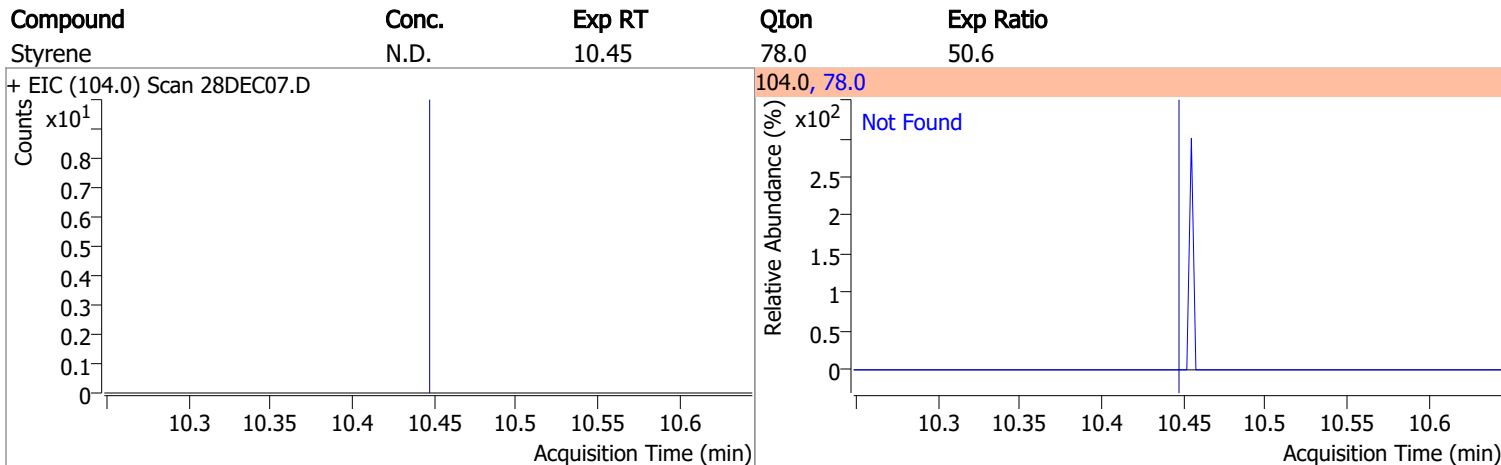 Compound Conc. Exp RT QIon Exp Ratio
Styrene N.D. 10.45 78.0 50.6
+ EIC (104.0) Scan 28DEC07.D
Counts
x10¹
0.8
0.7
0.6
0.5
0.4
0.3
0.2
0.1
0
10.3 10.35 10.4 10.45 10.5 10.55 10.6
Acquisition Time (min)
104.0, 78.0
Relative Abundance (%)
x10²
Not Found
2.5
2
1.5
1
0.5
0
10.3 10.35 10.4 10.45 10.5 10.55 10.6
Acquisition Time (min)